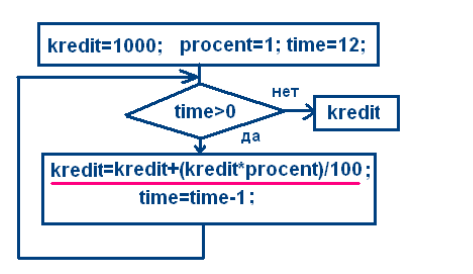 kredit=1000; procent=1; time=12;
time>0
нет
kredit
да
kredit=kredit+(kredit*procent)/100;
time=time-1;